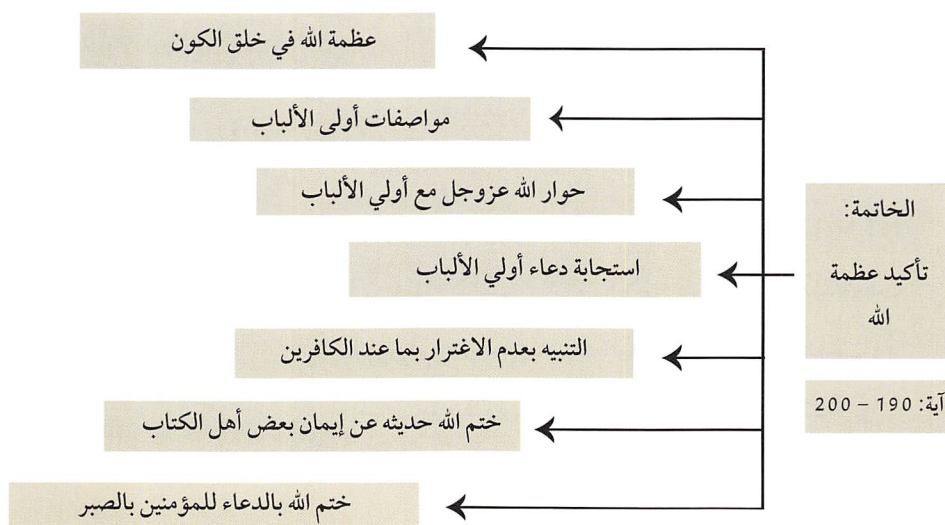 الخاتمة:
تأكيد عظمة
الله
آية: 190 – 200
عظمة الله في خلق الكون
مواصفات أولى الألباب
حوار الله عزوجل مع أولي الألباب
استجابة دعاء أولي الألباب
التنبيه بعدم الاغترار بما عند الكافرين
ختم الله حديثه عن إيمان بعض أهل الكتاب
ختم الله بالدعاء للمؤمنين بالصبر